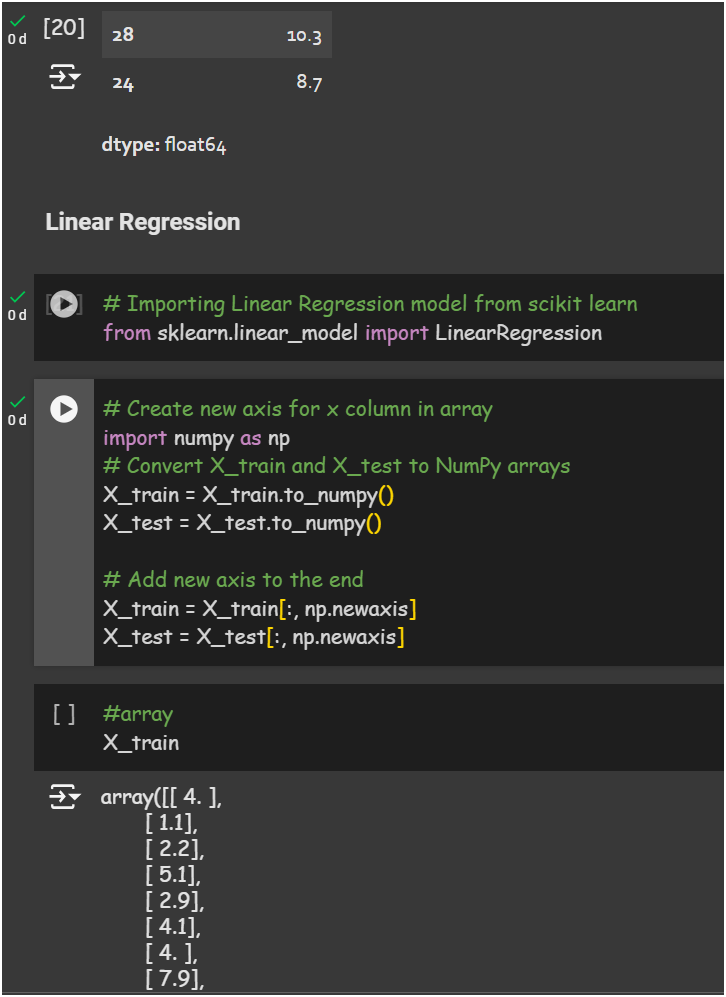 [20]
0 d
28 10.3
24 8.7
dtype: float64
Linear Regression
0 d
# Importing Linear Regression model from scikit learn
from sklearn.linear_model import LinearRegression
0 d
# Create new axis for x column in array
import numpy as np
# Convert X_train and X_test to NumPy arrays
X_train = X_train.to_numpy()
X_test = X_test.to_numpy()
# Add new axis to the end
X_train = X_train[:, np.newaxis]
X_test = X_test[:, np.newaxis]
[ ] #array
X_train
array([[ 4. ],
[ 1.1],
[ 2.2],
[ 5.1],
[ 2.9],
[ 4.1],
[ 4. ],
[ 7.9],